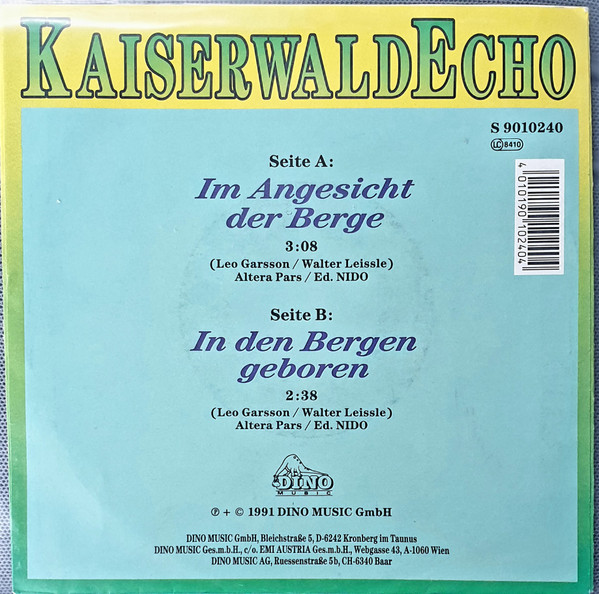 KAISERWALDECHO
S 9010240
LC 8410
Seite A:
Im Angesicht
der Berge
3:08
(Leo Garsson / Walter Leissle)
Altera Pars / Ed. NIDO
4 010190 102404
Seite B:
In den Bergen
geboren
2:38
(Leo Garsson / Walter Leissle)
Altera Pars / Ed. NIDO
DINO
MUSIC
℗ + © 1991 DINO MUSIC GmbH
DINO MUSIC GmbH, Bleichstraße 5, D-6242 Kronberg im Taunus
DINO MUSIC Ges.m.b.H., c/o. EMI AUSTRIA Ges.m.b.H., Webgasse 43, A-1060 Wien
DINO MUSIC AG, Ruessenstraße 5b, CH-6340 Baar